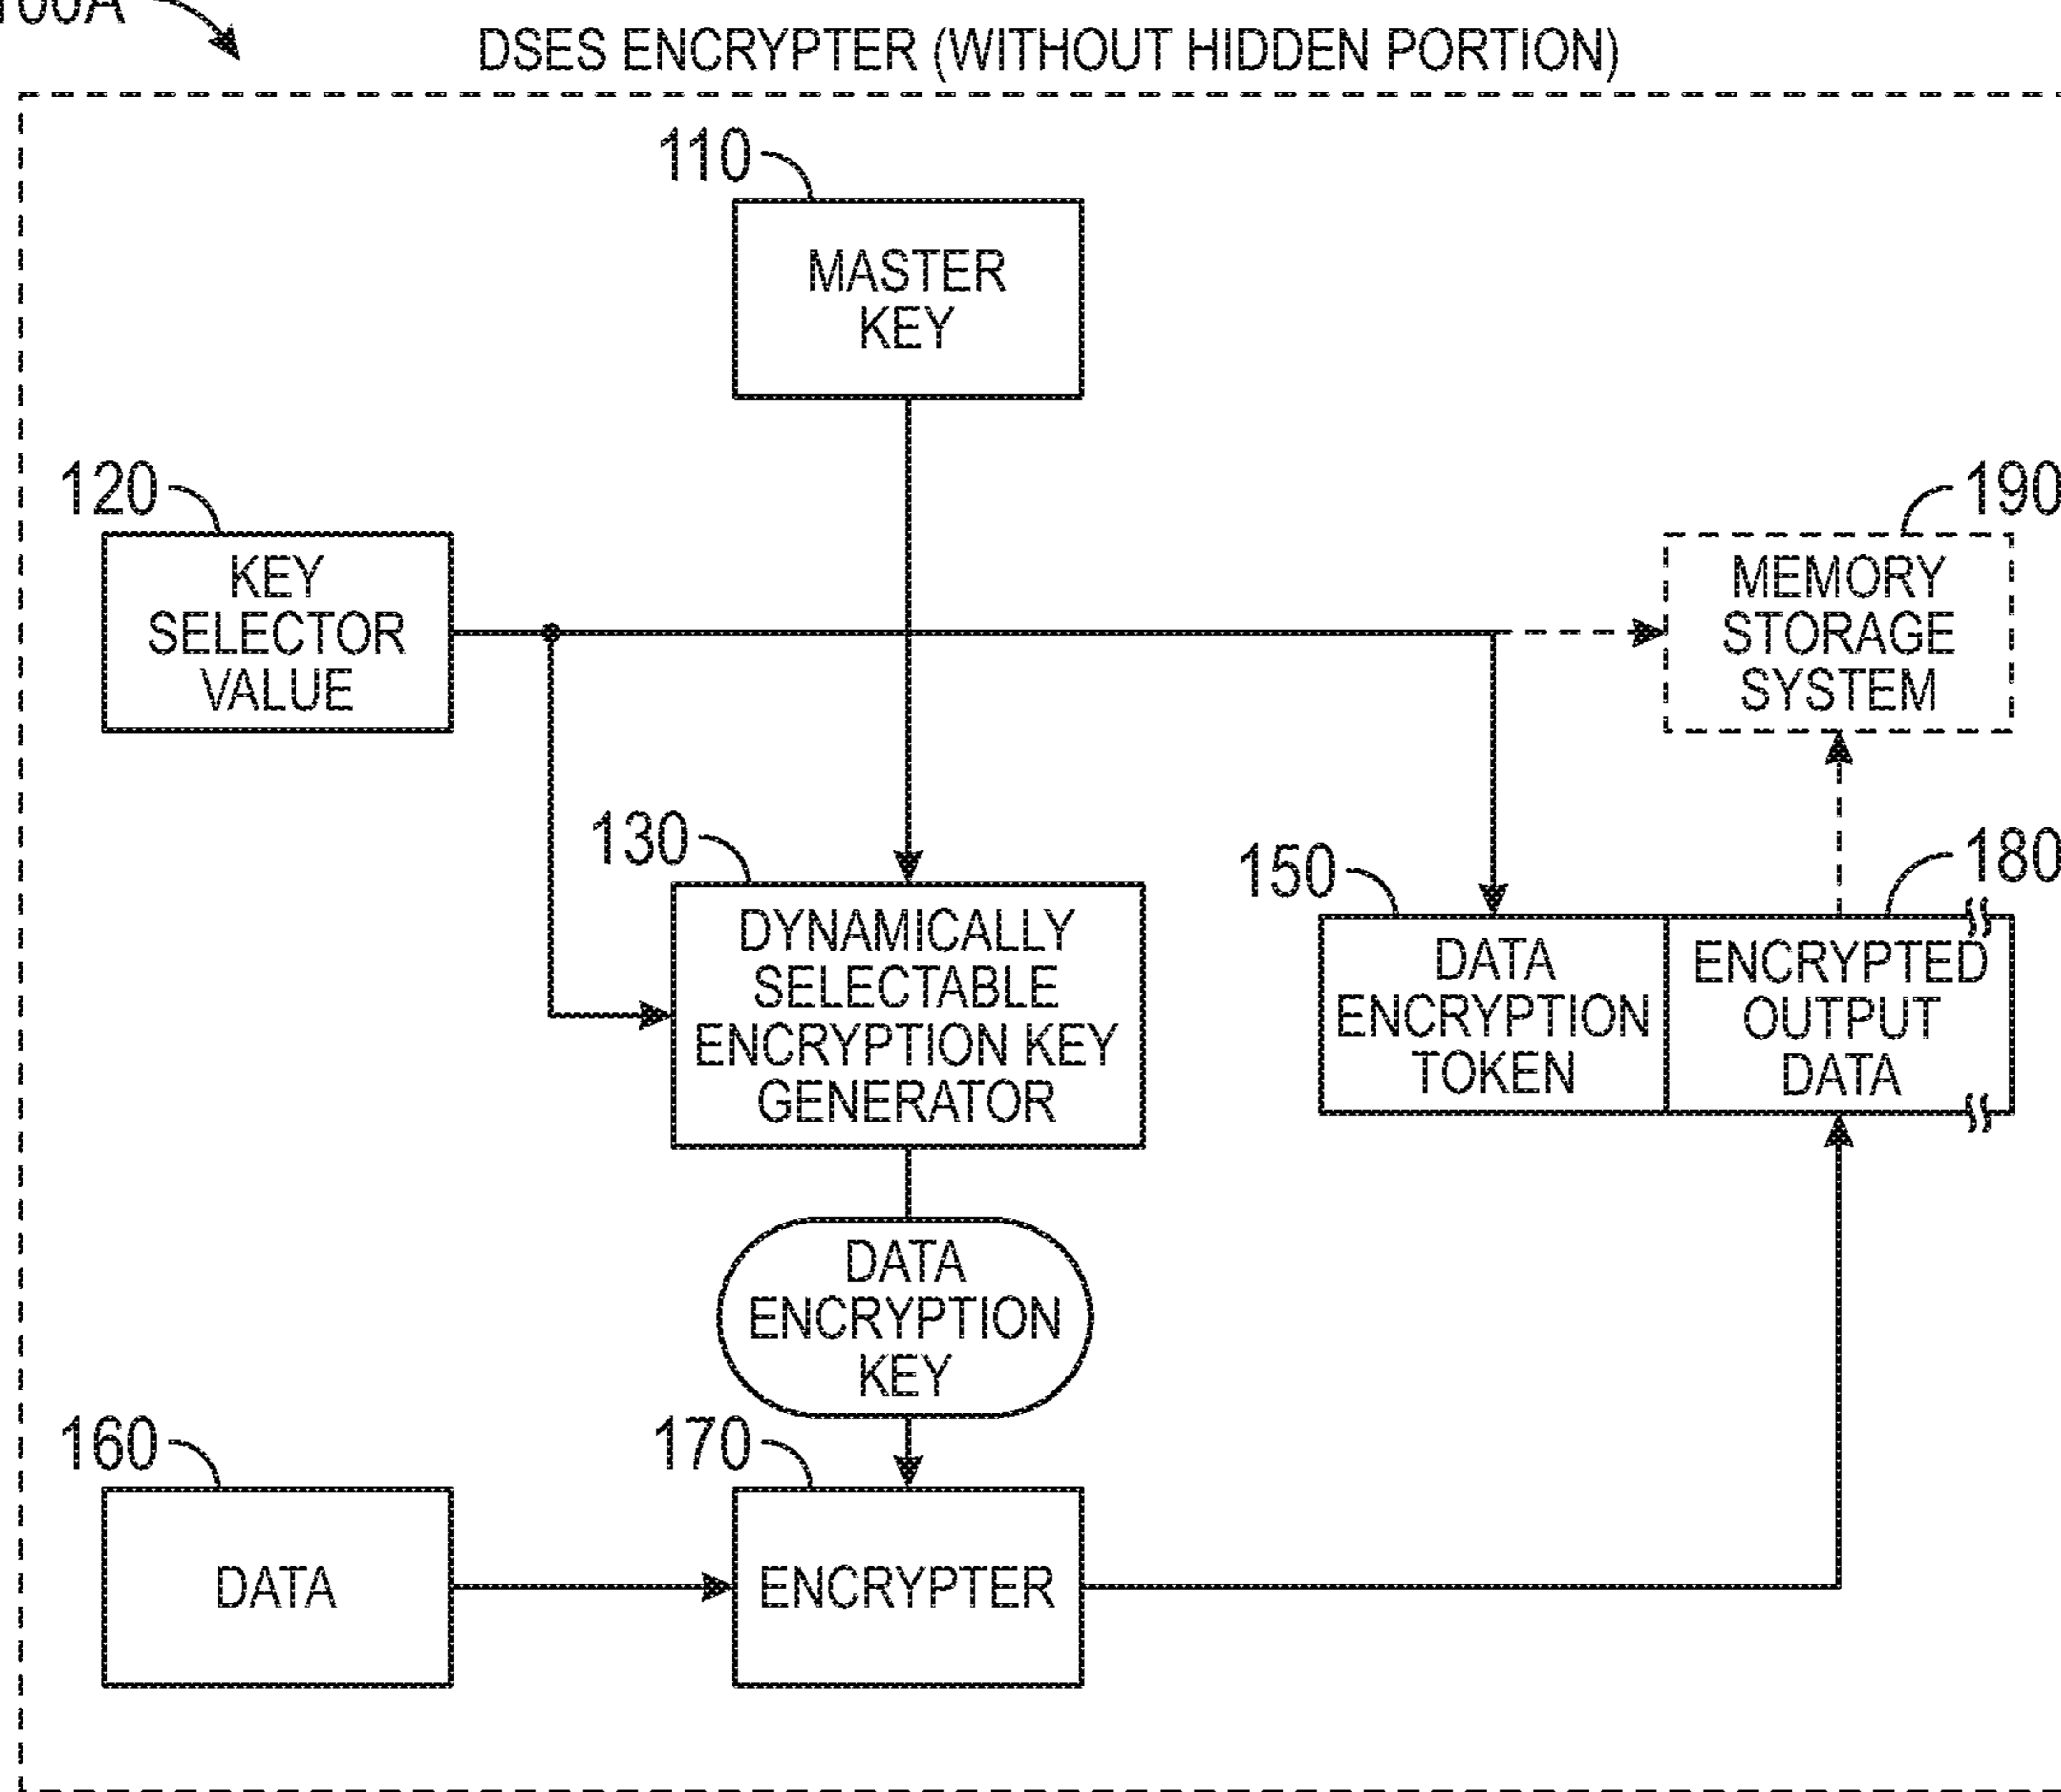 100A
DSES ENCRYPTER (WITHOUT HIDDEN PORTION)
110
MASTER
KEY
120
KEY
SELECTOR
VALUE
190
MEMORY
STORAGE
SYSTEM
130
DYNAMICALLY
SELECTABLE
ENCRYPTION KEY
GENERATOR
150
DATA
ENCRYPTION
TOKEN
180
ENCRYPTED
OUTPUT
DATA
DATA
ENCRYPTION
KEY
160
DATA
170
ENCRYPTER